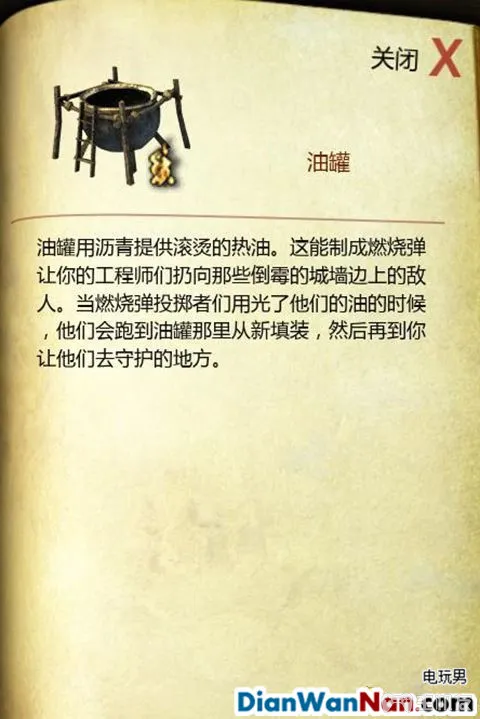 关闭 X
油罐
油罐用沥青提供滚烫的热油。这能制成燃烧弹
让你的工程师们扔向那些倒霉的城墙边上的敌
人。当燃烧弹投掷者们用光了他们的油的时候
，他们会跑到油罐那里从新填装，然后再到你
让他们去守护的地方。
电玩男
DianWanNan.com